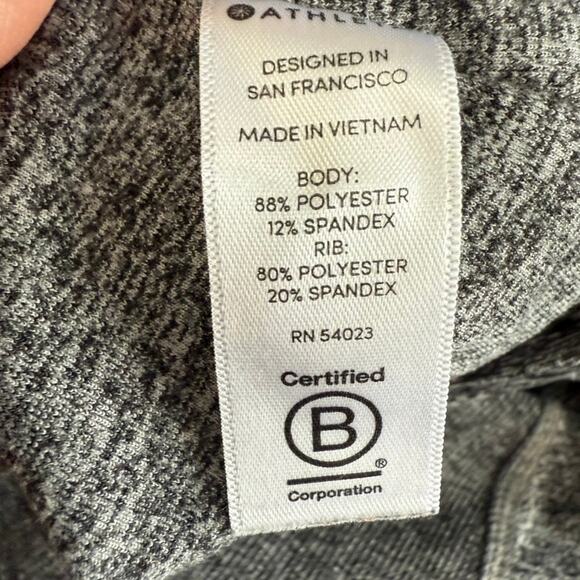 ATHLE
DESIGNED IN
SAN FRANCISCO
MADE IN VIETNAM
BODY:
88% POLYESTER
12% SPANDEX
RIB:
80% POLYESTER
20% SPANDEX
RN 54023
Certified
B
®
Corporation